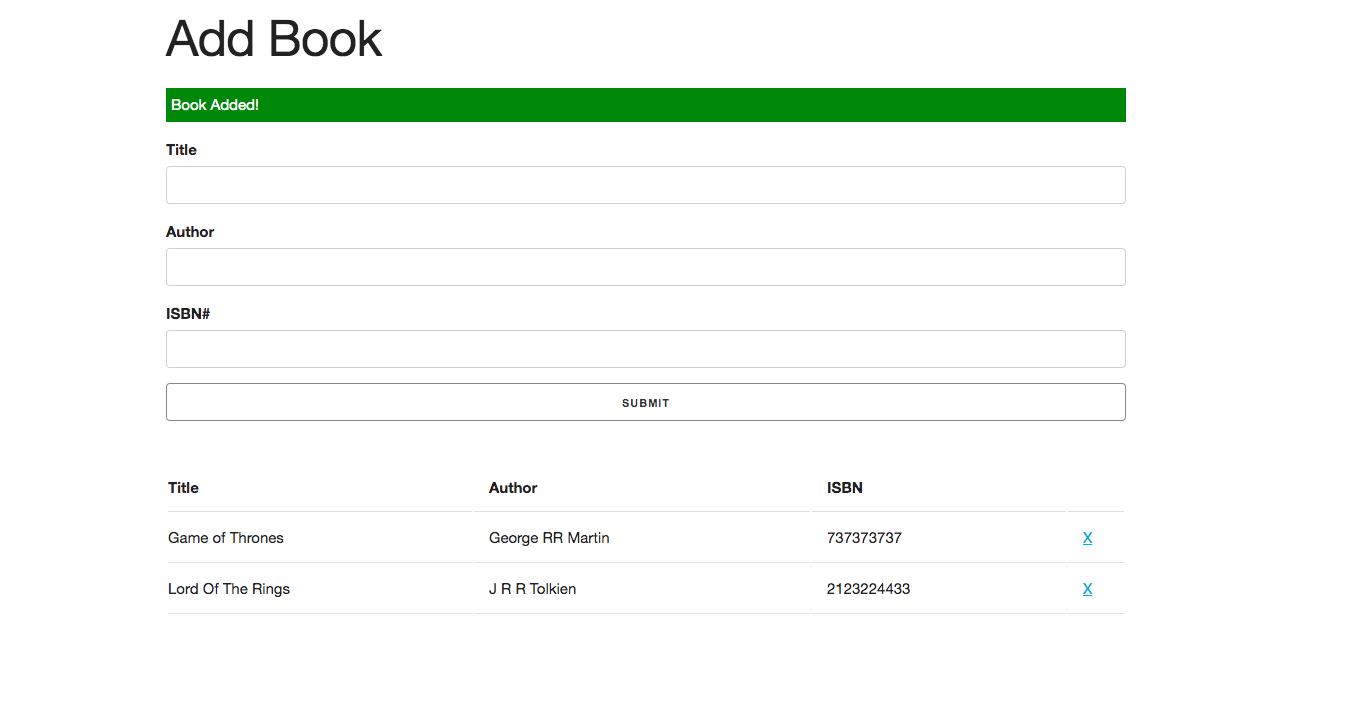 Add Book
Book Added!
Title
Author
ISBN#
SUBMIT
Title Author ISBN
Game of Thrones George RR Martin 737373737 X
Lord Of The Rings J R R Tolkien 2123224433 X